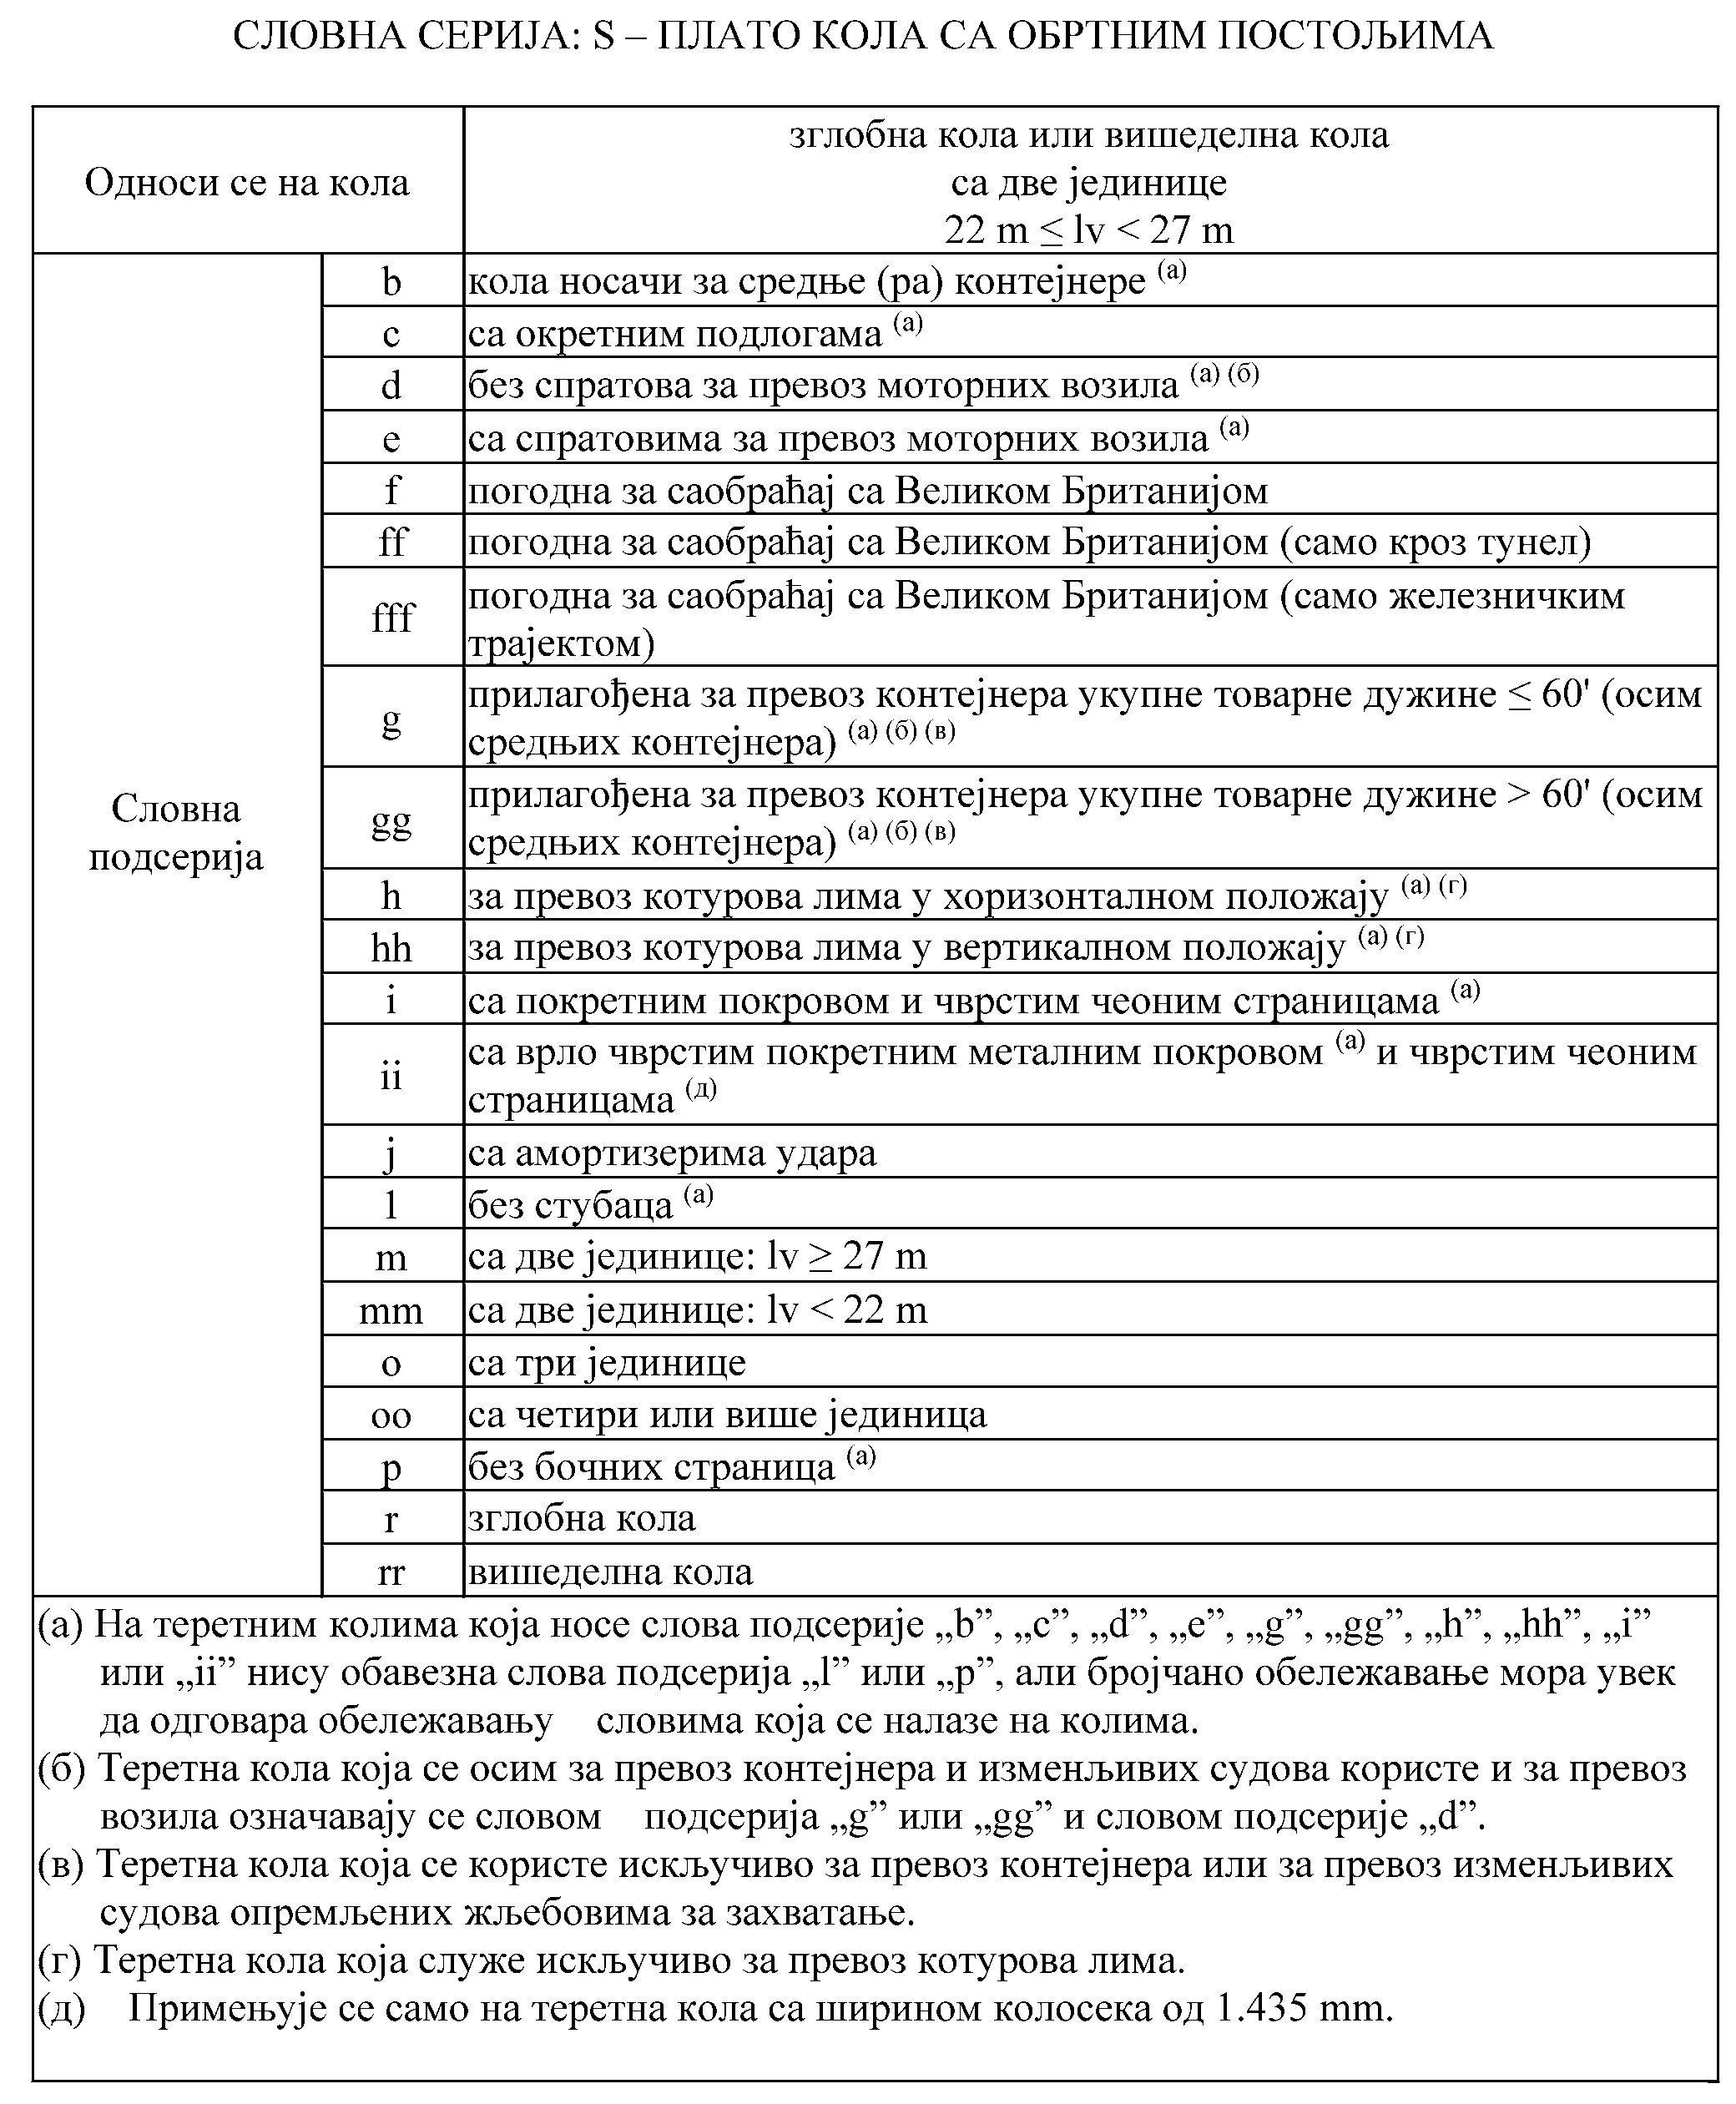 СЛОВНА СЕРИЈА: S – ПЛАТО КОЛА СА ОБРТНИМ ПОСТОЉИМА
Односи се на кола
зглобна кола или вишеделна кола
са две јединице
22 m ≤ lv < 27 m
Словна
подсерија
b кола носачи за средње (pa) контејнере (а)
c са окретним подлогама (а)
d без спратова за превоз моторних возила (а) (б)
e са спратовима за превоз моторних возила (а)
f погодна за саобраћај са Великом Британијом
ff погодна за саобраћај са Великом Британијом (само кроз тунел)
fff погодна за саобраћај са Великом Британијом (само железничким
трајектом)
g прилагођена за превоз контејнера укупне товарне дужине ≤ 60' (осим
средњих контејнера) (а) (б) (в)
gg прилагођена за превоз контејнера укупне товарне дужине > 60' (осим
средњих контејнера) (а) (б) (в)
h за превоз котурова лима у хоризонталном положају (а) (г)
hh за превоз котурова лима у вертикалном положају (а) (г)
i са покретним покровом и чврстим чеоним страницама (а)
ii са врло чврстим покретним металним покровом (а) и чврстим чеоним
страницама (д)
j са амортизерима удара
l без стубаца (а)
m са две јединице: lv ≥ 27 m
mm са две јединице: lv < 22 m
o са три јединице
oo са четири или више јединица
p без бочних страница (а)
r зглобна кола
rr вишеделна кола
(а) На теретним колима која носе слова подсерије „b”, „c”, „d”, „e”, „g”, „gg”, „h”, „hh”, „i”
или „ii” нису обавезна слова подсерија „l” или „p”, али бројчано обележавање мора увек
да одговара обележавању словима која се налазе на колима.
(б) Теретна кола која се осим за превоз контејнера и изменљивих судова користе и за превоз
возила означавају се словом подсерија „g” или „gg” и словом подсерије „d”.
(в) Теретна кола која се користе искључиво за превоз контејнера или за превоз изменљивих
судова опремљених жљебовима за захватање.
(г) Теретна кола која служе искључиво за превоз котурова лима.
(д) Примењује се само на теретна кола са ширином колосека од 1.435 mm.